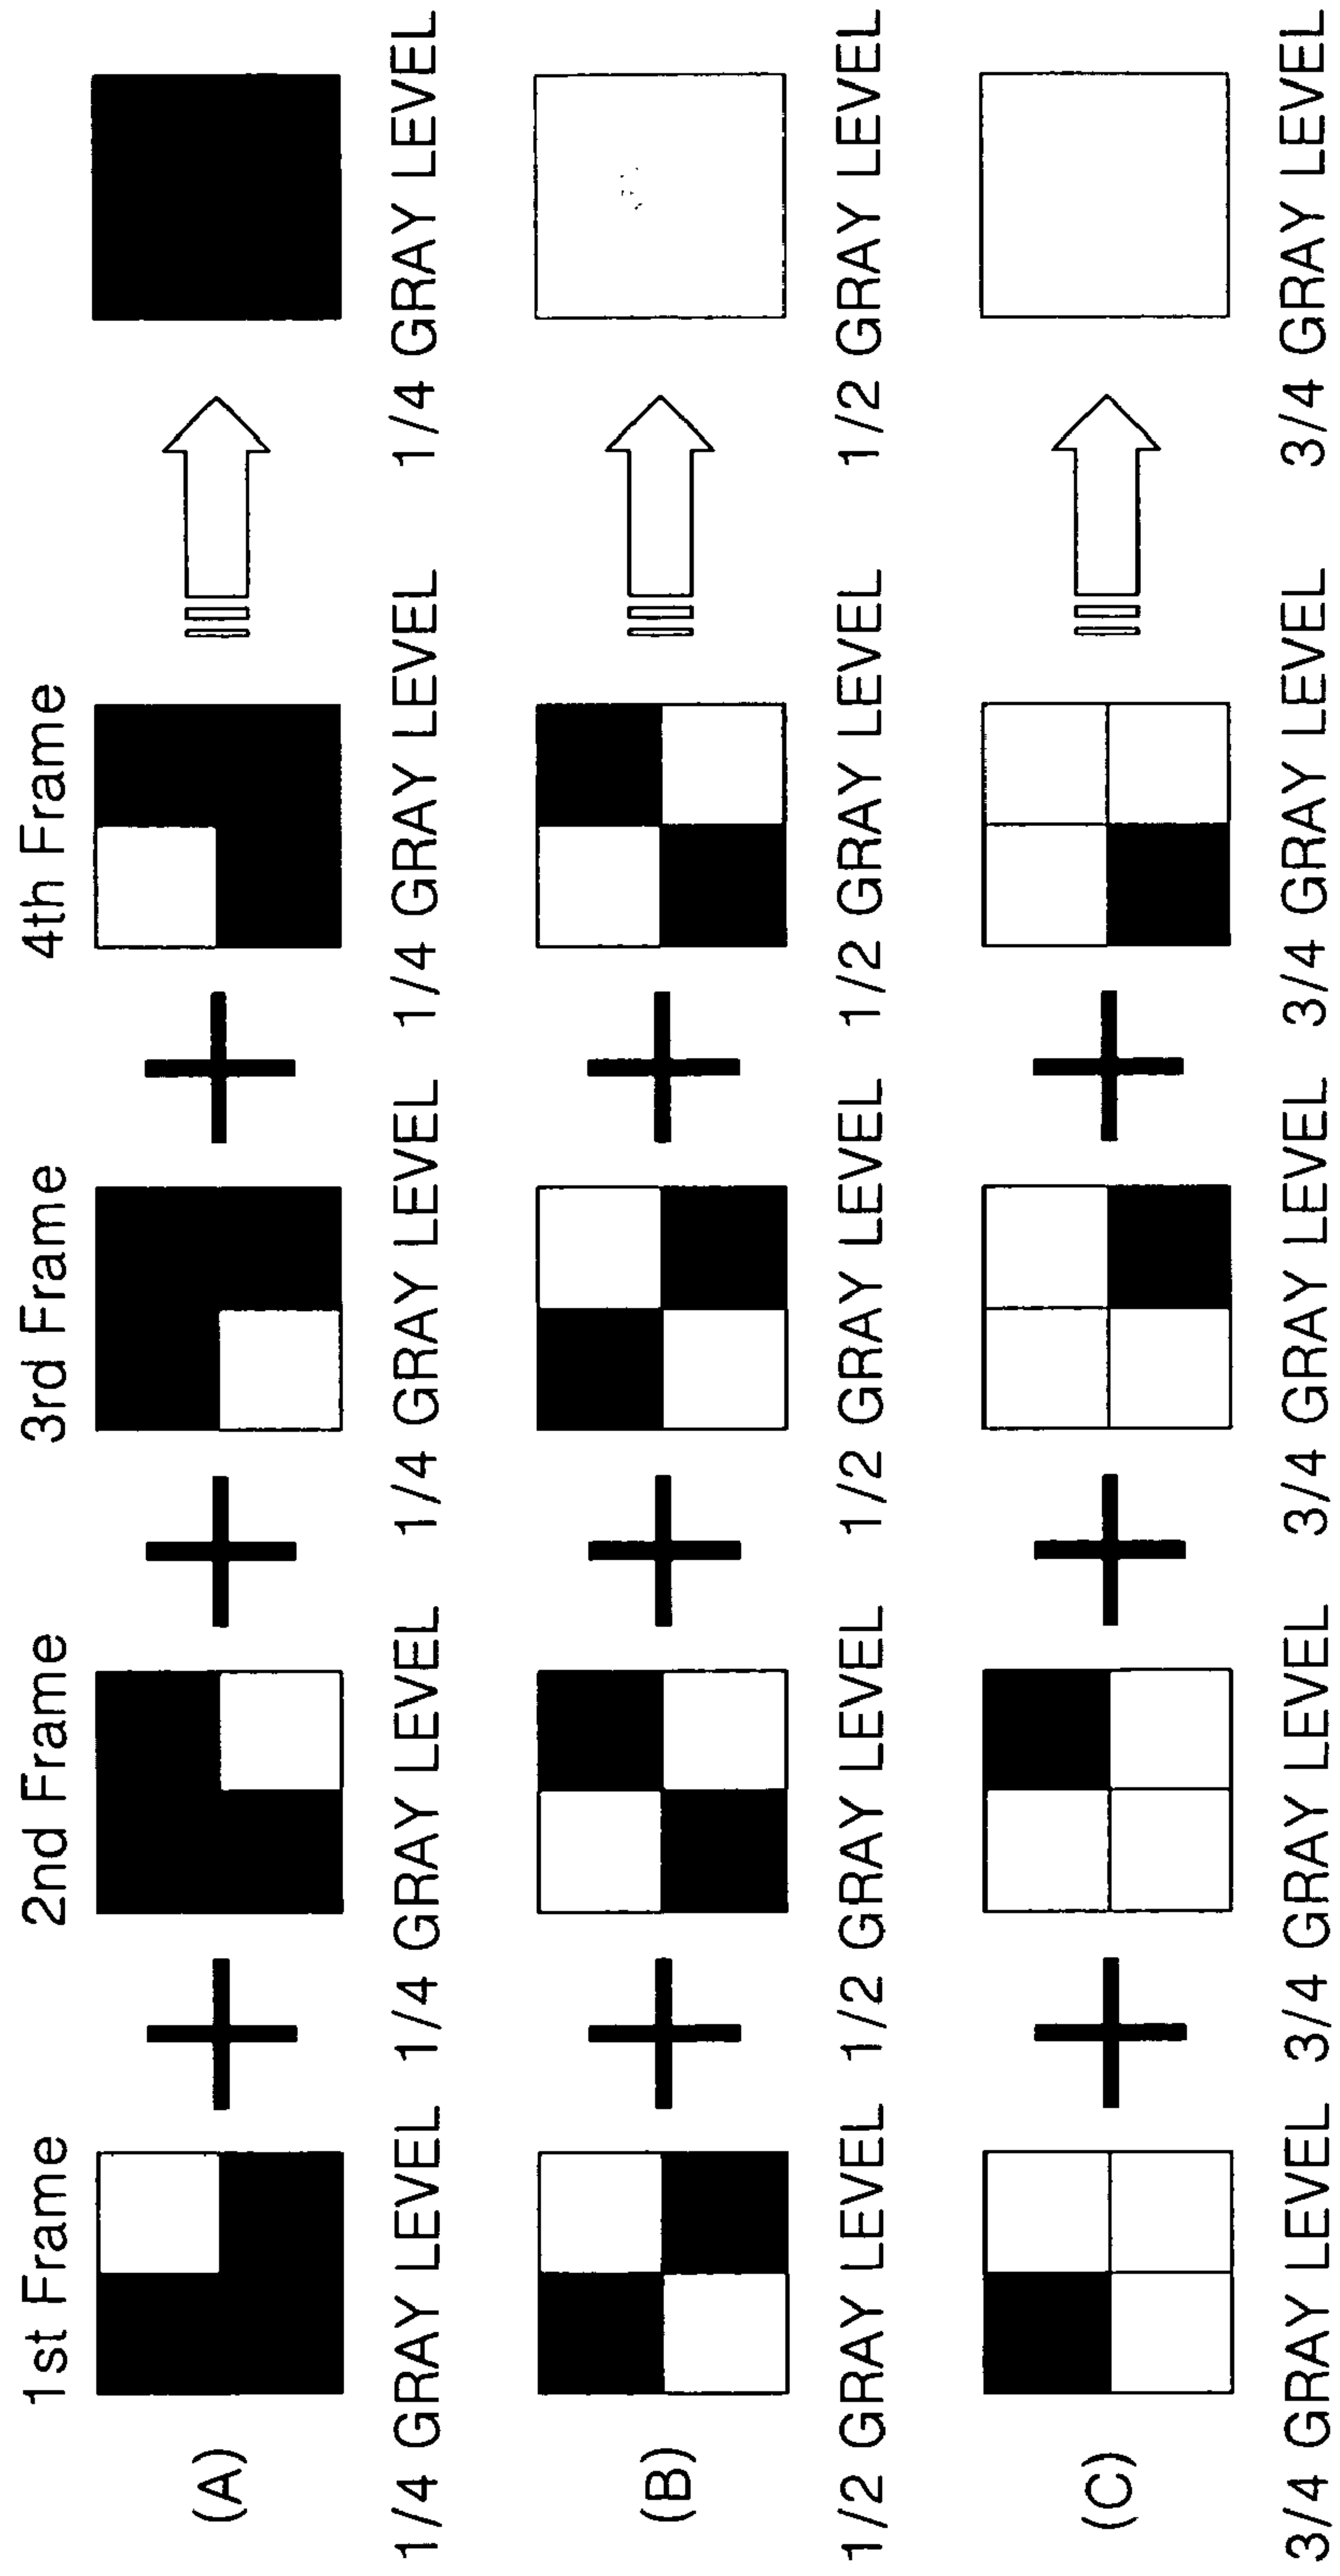 1st Frame 2nd Frame 3rd Frame 4th Frame
(A)
1/4 GRAY LEVEL 1/4 GRAY LEVEL 1/4 GRAY LEVEL 1/4 GRAY LEVEL 1/4 GRAY LEVEL
(B)
1/2 GRAY LEVEL 1/2 GRAY LEVEL 1/2 GRAY LEVEL 1/2 GRAY LEVEL 1/2 GRAY LEVEL
(C)
3/4 GRAY LEVEL 3/4 GRAY LEVEL 3/4 GRAY LEVEL 3/4 GRAY LEVEL 3/4 GRAY LEVEL